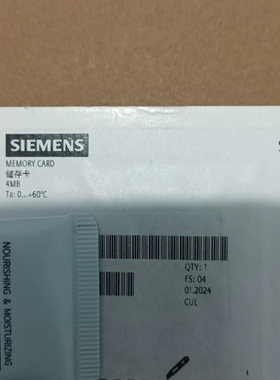 SIEMENS
MEMORY CARD
储存卡
4MB
Ta: 0...+60°C
QTY: 1
FS: 04
01.2024
CUL
NOURISHING & MOISTURIZING